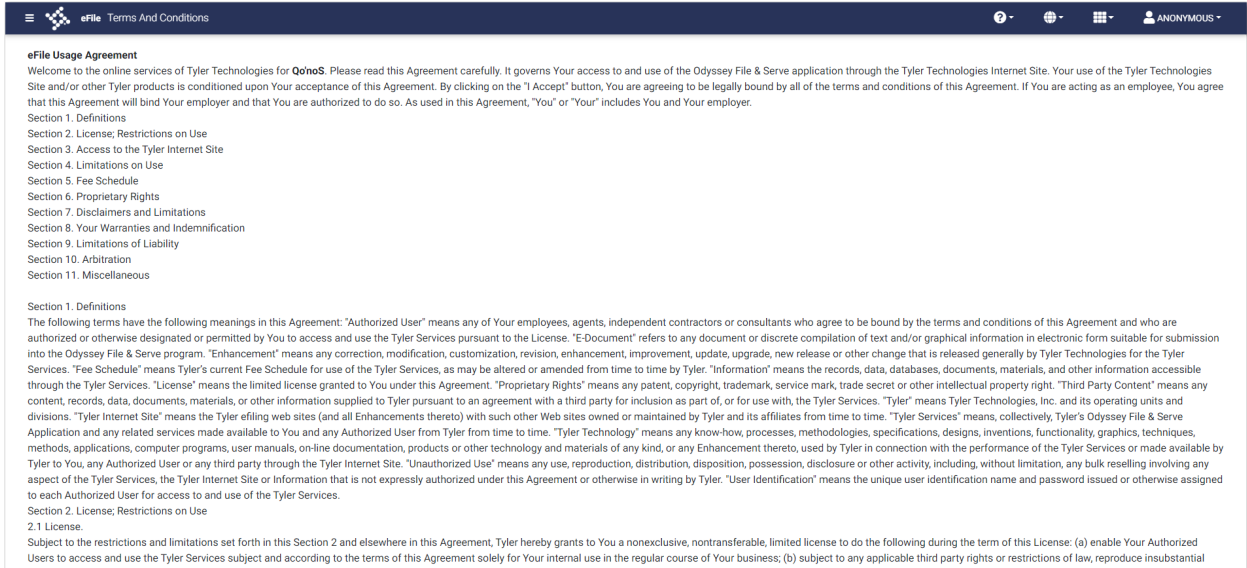 eFile Terms And Conditions
ANONYMOUS
eFile Usage Agreement
Welcome to the online services of Tyler Technologies for Qo'noS. Please read this Agreement carefully. It governs Your access to and use of the Odyssey File & Serve application through the Tyler Technologies Internet Site. Your use of the Tyler Technologies
Site and/or other Tyler products is conditioned upon Your acceptance of this Agreement. By clicking on the "I Accept" button, You are agreeing to be legally bound by all of the terms and conditions of this Agreement. If You are acting as an employee, You agree
that this Agreement will bind Your employer and that You are authorized to do so. As used in this Agreement, "You" or "Your" includes You and Your employer.
Section 1. Definitions
Section 2. License; Restrictions on Use
Section 3. Access to the Tyler Internet Site
Section 4. Limitations on Use
Section 5. Fee Schedule
Section 6. Proprietary Rights
Section 7. Disclaimers and Limitations
Section 8. Your Warranties and Indemnification
Section 9. Limitations of Liability
Section 10. Arbitration
Section 11. Miscellaneous
Section 1. Definitions
The following terms have the following meanings in this Agreement: "Authorized User" means any of Your employees, agents, independent contractors or consultants who agree to be bound by the terms and conditions of this Agreement and who are
authorized or otherwise designated or permitted by You to access and use the Tyler Services pursuant to the License. "E-Document" refers to any document or discrete compilation of text and/or graphical information in electronic form suitable for submission
into the Odyssey File & Serve program. "Enhancement" means any correction, modification, customization, revision, enhancement, improvement, update, upgrade, new release or other change that is released generally by Tyler Technologies for the Tyler
Services. "Fee Schedule" means Tyler's current Fee Schedule for use of the Tyler Services, as may be altered or amended from time to time by Tyler. "Information" means the records, data, databases, documents, materials, and other information accessible
through the Tyler Services. "License" means the limited license granted to You under this Agreement. "Proprietary Rights" means any patent, copyright, trademark, service mark, trade secret or other intellectual property right. "Third Party Content" means any
content, records, data, documents, materials, or other information supplied to Tyler pursuant to an agreement with a third party for inclusion as part of, or for use with, the Tyler Services. "Tyler" means Tyler Technologies, Inc. and its operating units and
divisions. "Tyler Internet Site" means the Tyler efiling web sites (and all Enhancements thereto) with such other Web sites owned or maintained by Tyler and its affiliates from time to time. "Tyler Services" means, collectively, Tyler's Odyssey File & Serve
Application and any related services made available to You and any Authorized User from Tyler from time to time. "Tyler Technology" means any know-how, processes, methodologies, specifications, designs, inventions, functionality, graphics, techniques,
methods, applications, computer programs, user manuals, on-line documentation, products or other technology and materials of any kind, or any Enhancement thereto, used by Tyler in connection with the performance of the Tyler Services or made available by
Tyler to You, any Authorized User or any third party through the Tyler Internet Site. "Unauthorized Use" means any use, reproduction, distribution, disposition, possession, disclosure or other activity, including, without limitation, any bulk reselling involving any
aspect of the Tyler Services, the Tyler Internet Site or Information that is not expressly authorized under this Agreement or otherwise in writing by Tyler. "User Identification" means the unique user identification name and password issued or otherwise assigned
to each Authorized User for access to and use of the Tyler Services.
Section 2. License; Restrictions on Use
2.1 License.
Subject to the restrictions and limitations set forth in this Section 2 and elsewhere in this Agreement, Tyler hereby grants to You a nonexclusive, nontransferable, limited license to do the following during the term of this License: (a) enable Your Authorized
Users to access and use the Tyler Services subject and according to the terms of this Agreement solely for Your internal use in the regular course of Your business; (b) subject to any applicable third party rights or restrictions of law, reproduce insubstantial